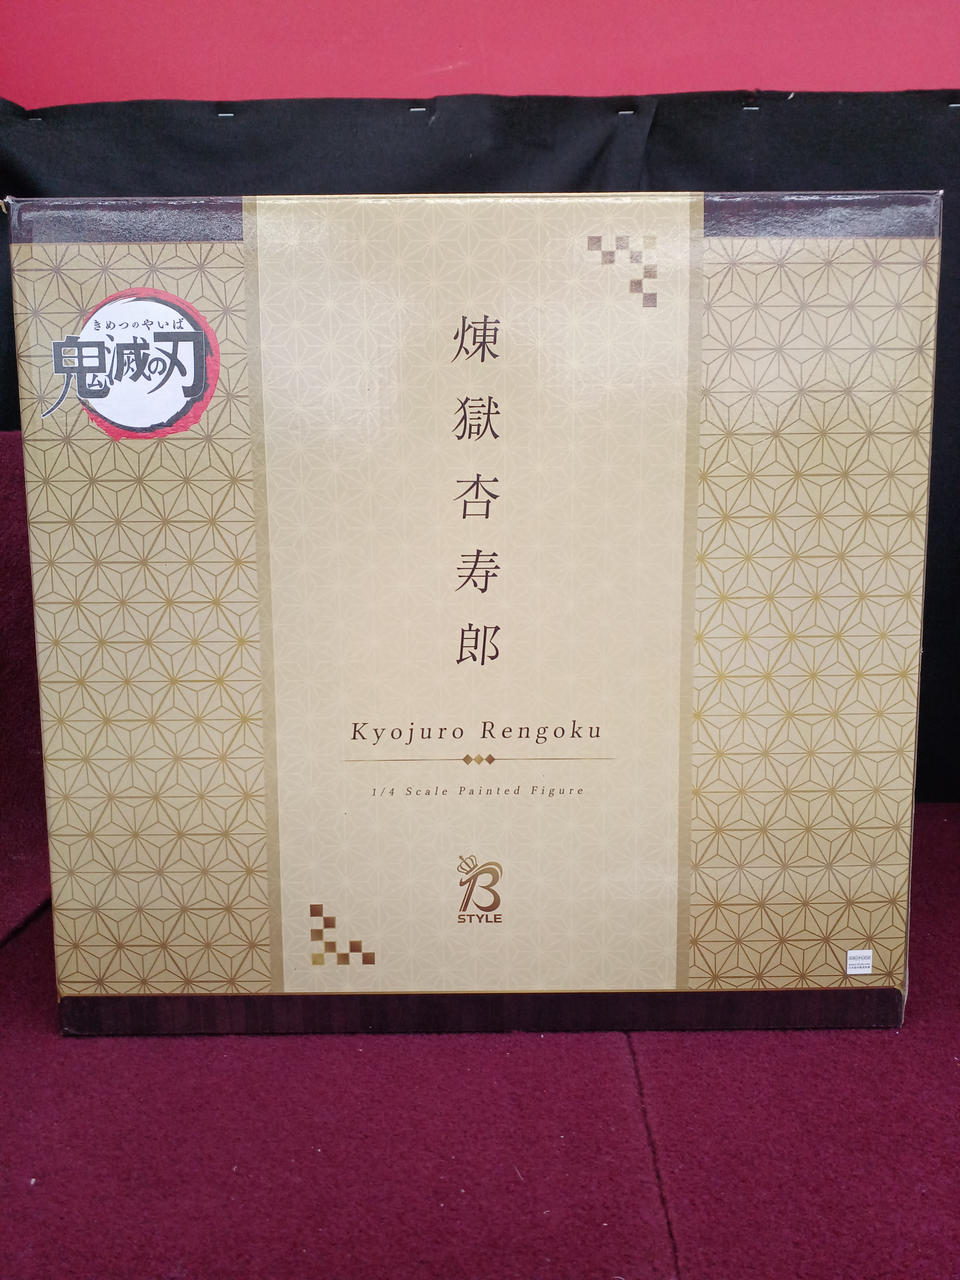 きめつのやいば
鬼滅の刃
煉獄杏寿郎
Kyojuro Rengoku
1/4 Scale Painted Figure
B
STYLE